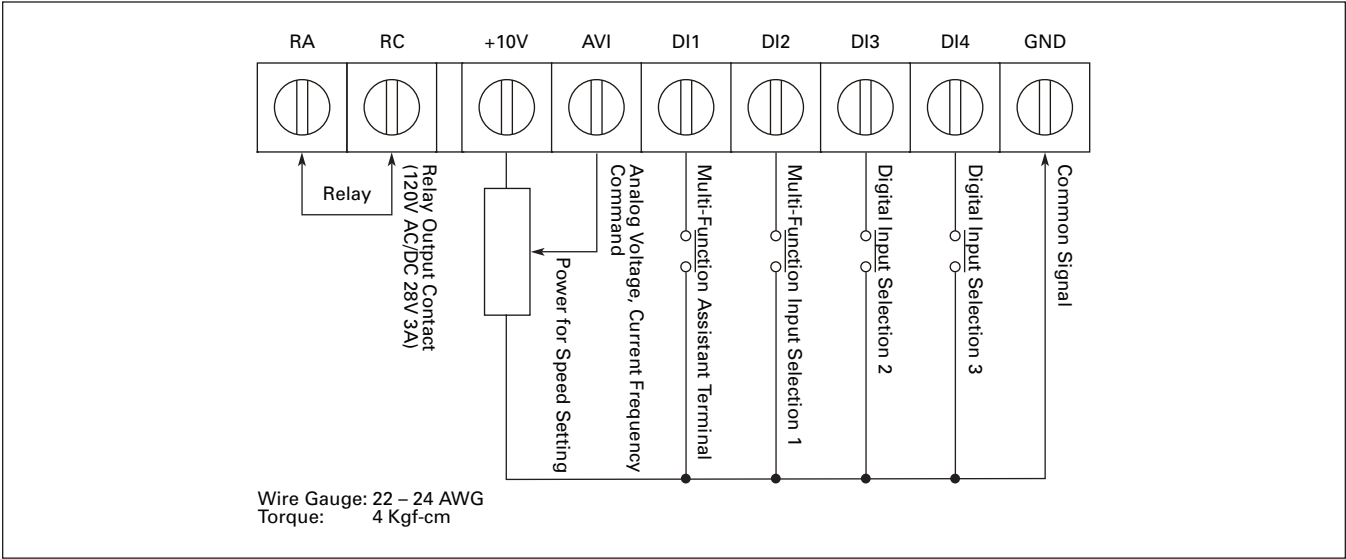 RA RC +10V AVI DI1 DI2 DI3 DI4 GND
Relay
Relay Output Contact
(120V AC/DC 28V 3A)
Power for Speed Setting
Analog Voltage, Current Frequency
Command
Multi-Function Assistant Terminal
Multi-Function Input Selection 1
Digital Input Selection 2
Digital Input Selection 3
Common Signal
Wire Gauge: 22 – 24 AWG
Torque: 4 Kgf-cm